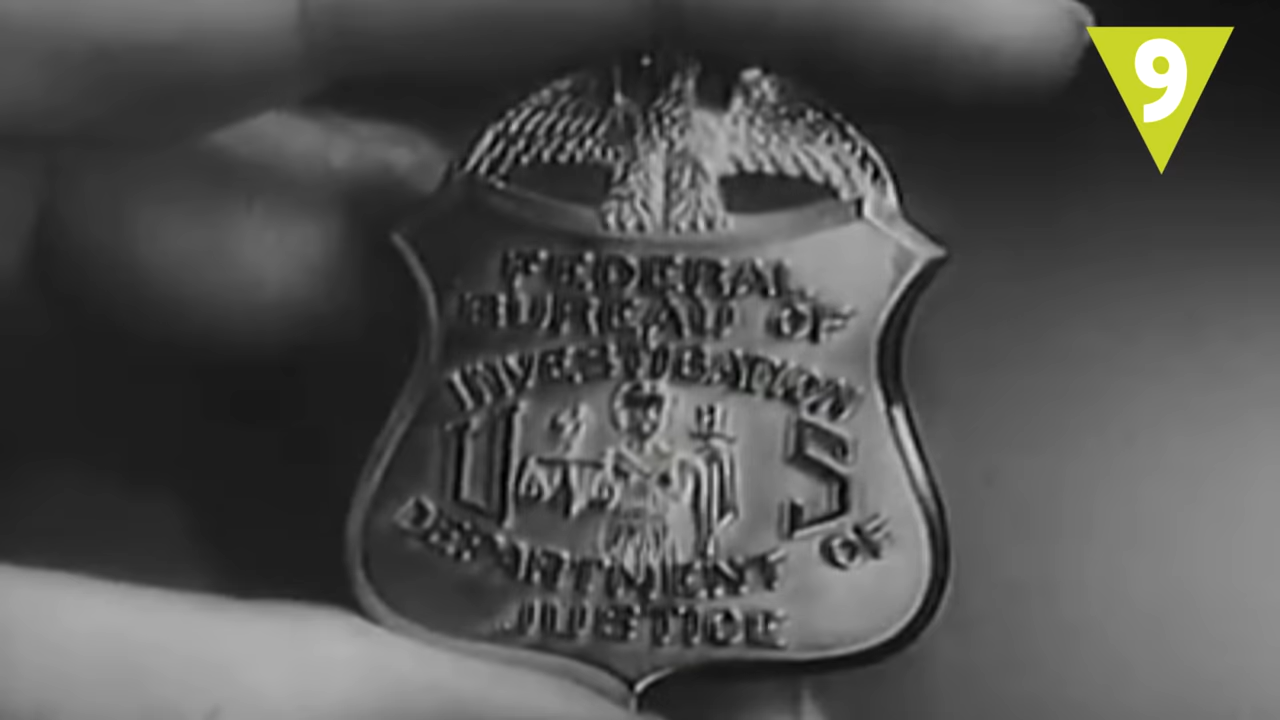 9
FEDERAL
BUREAU OF
INVESTIGATION
U S
DEPARTMENT OF
JUSTICE